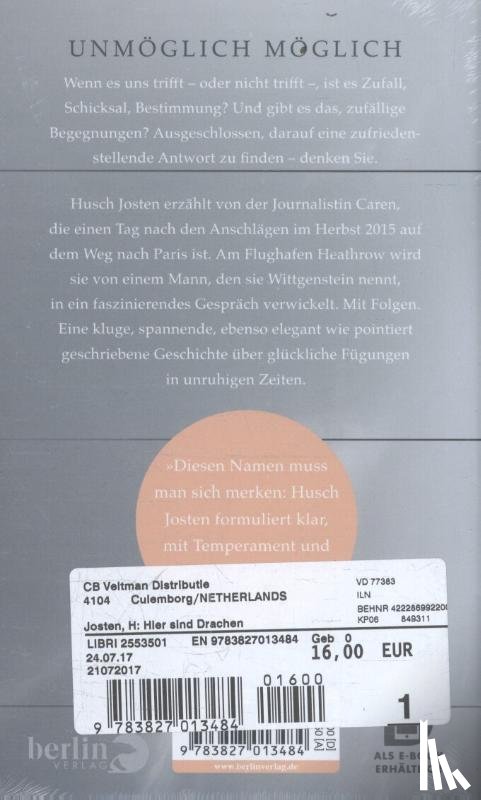 UNMÖGLICH MÖGLICH
Wenn es uns trifft – oder nicht trifft –, ist es Zufall,
Schicksal, Bestimmung? Und gibt es das, zufällige
Begegnungen? Ausgeschlossen, darauf eine zufrieden-
stellende Antwort zu finden – denken Sie.
Husch Josten erzählt von der Journalistin Caren,
die einen Tag nach den Anschlägen im Herbst 2015 auf
dem Weg nach Paris ist. Am Flughafen Heathrow wird
sie von einem Mann, den sie Wittgenstein nennt,
in ein faszinierendes Gespräch verwickelt. Mit Folgen.
Eine kluge, spannende, ebenso elegant wie pointiert
geschriebene Geschichte über glückliche Fügungen
in unruhigen Zeiten.
»Diesen Namen muss
man sich merken: Husch
Josten formuliert klar,
mit Temperament und
CB Veltman Distributie
4104 Culemborg/NETHERLANDS
VD 77383
ILN
BEHNR 422286992200
KP06 849311
Josten, H: Hier sind Drachen
LIBRI 2553501 EN 9783827013484 Geb 0
24.07.17 16,00 EUR
21072017
01600
1
9 783827 013484
9 783827 013484
www.berlinverlag.de
berlin
VERLAG
ALS E-BOOK
ERHÄLTLICH